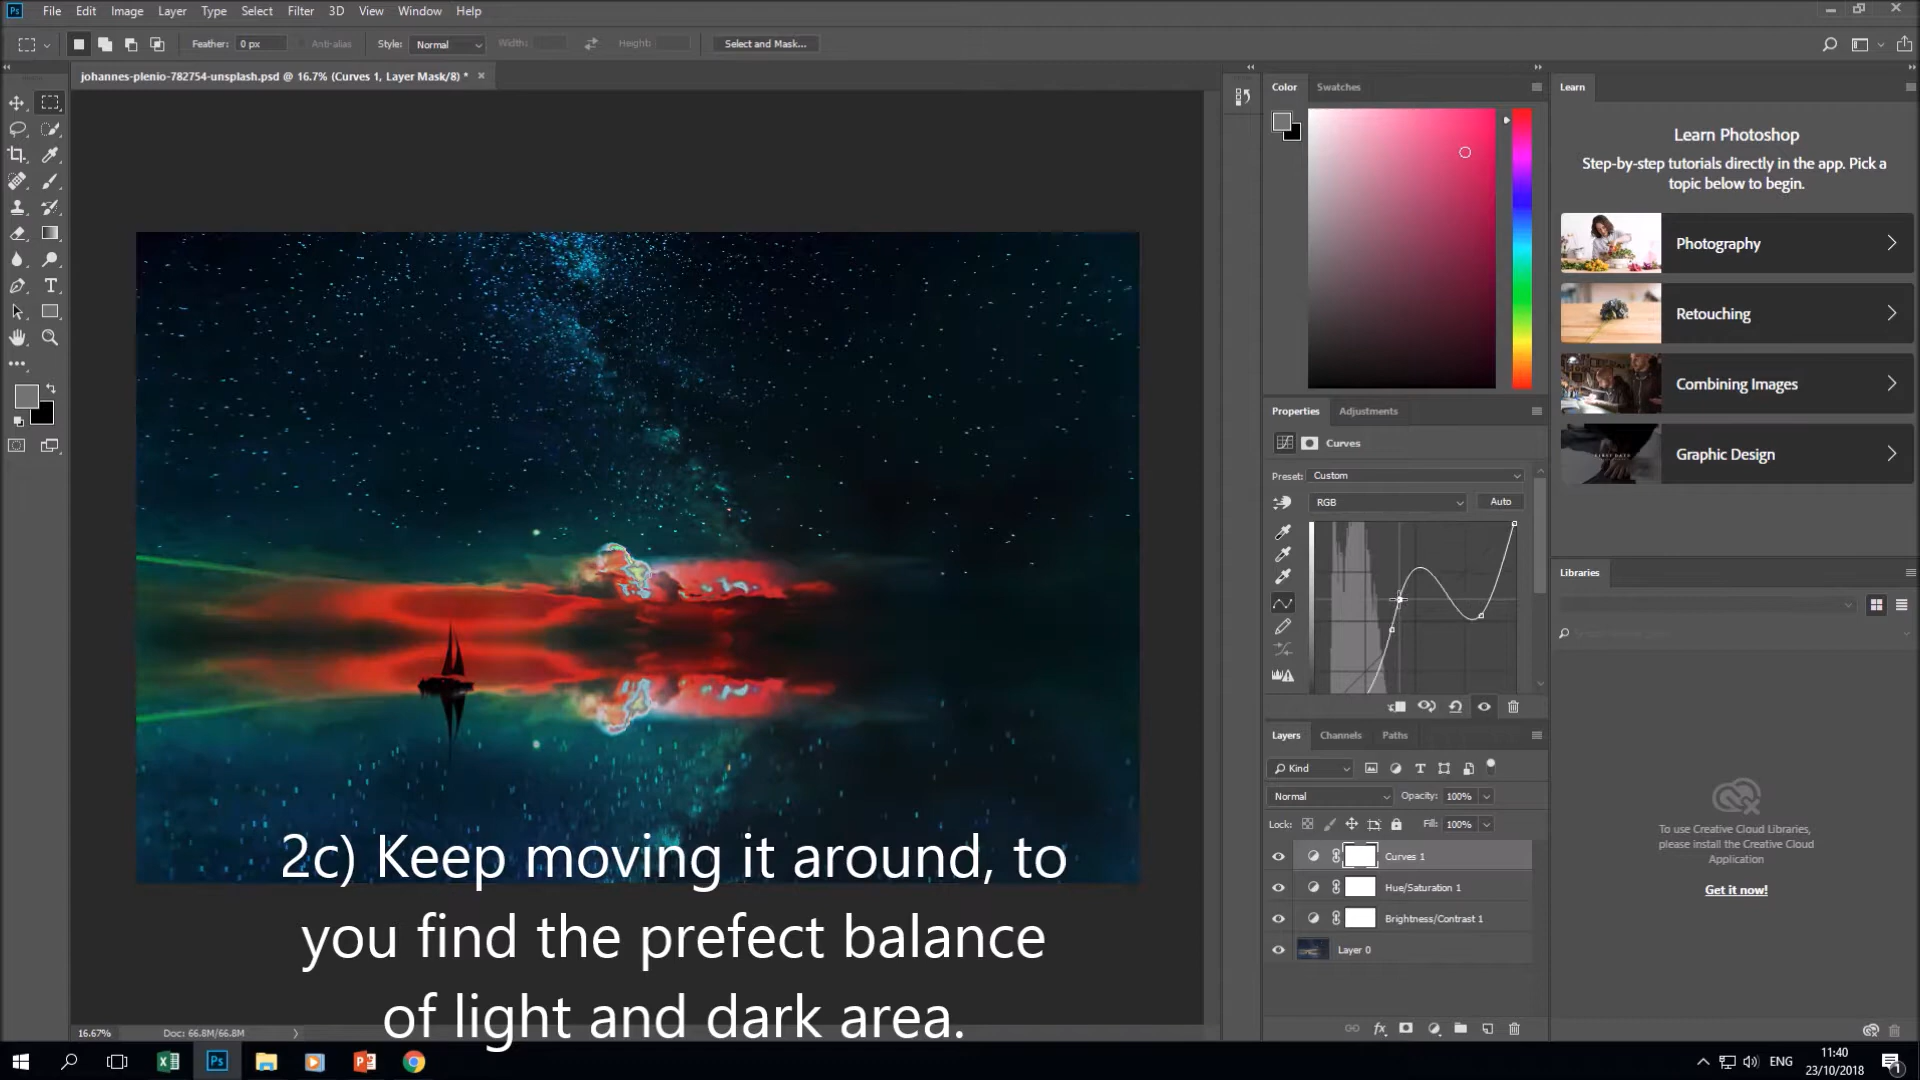 Ps File Edit Image Layer Type Select Filter 3D View Window Help
Feather: 0 px Anti-alias Style: Normal Width: Height: Select and Mask...
johannes-plenio-782754-unsplash.psd @ 16.7% (Curves 1, Layer Mask/8) *
Color Swatches
Learn
Learn Photoshop
Step-by-step tutorials directly in the app. Pick a
topic below to begin.
Photography
Retouching
Combining Images
Graphic Design
Properties Adjustments
Curves
Preset: Custom
RGB Auto
Libraries
Layers Channels Paths
Kind
Normal Opacity: 100%
Lock: Fill: 100%
Curves 1
Hue/Saturation 1
Brightness/Contrast 1
Layer 0
To use Creative Cloud Libraries,
please install the Creative Cloud
Application
Get it now!
2c) Keep moving it around, to
you find the prefect balance
of light and dark area.
16.67% Doc: 66.8M/66.8M
ENG
11:40
23/10/2018